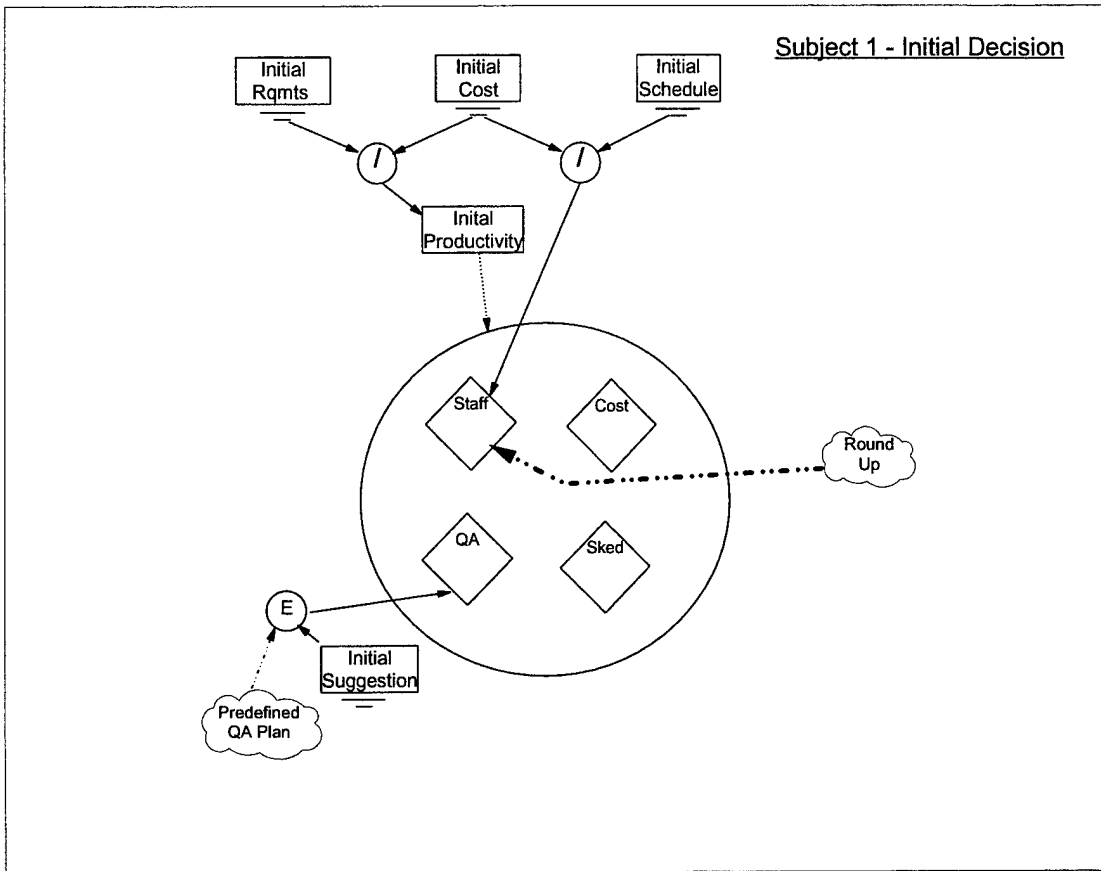 Subject 1 - Initial Decision
Initial
Rqmts
Initial
Cost
Initial
Schedule
/
/
Inital
Productivity
Staff
Cost
Round
Up
QA
Sked
E
Initial
Suggestion
Predefined
QA Plan